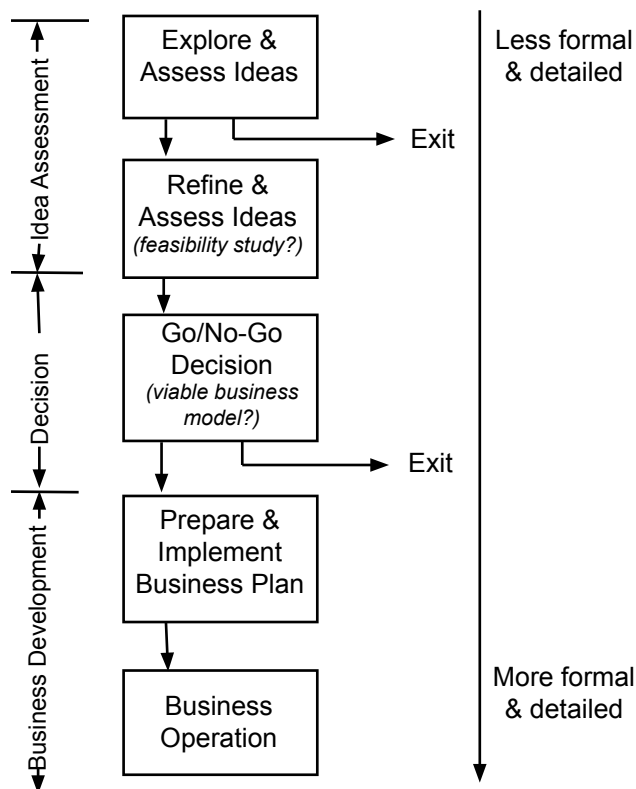 Explore &
Assess Ideas
Less formal
& detailed
Exit
Idea Assessment
Refine &
Assess Ideas
(feasibility study?)
Go/No-Go
Decision
(viable business
model?)
Decision
Exit
Prepare &
Implement
Business Plan
Business Development
Business
Operation
More formal
& detailed